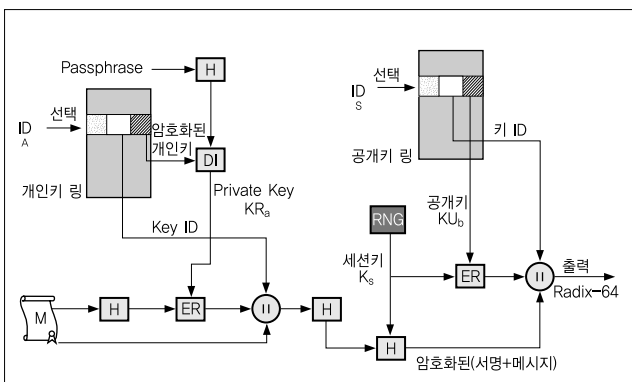 Passphrase
H
선택
ID
A
암호화된
개인키
DI
개인키 링
Private Key
KRa
Key ID
M
H
ER
II
H
선택
ID
S
키 ID
공개키 링
공개키
KUb
RNG
세션키
Ks
ER
II
출력
Radix-64
H
암호화된(서명+메시지)